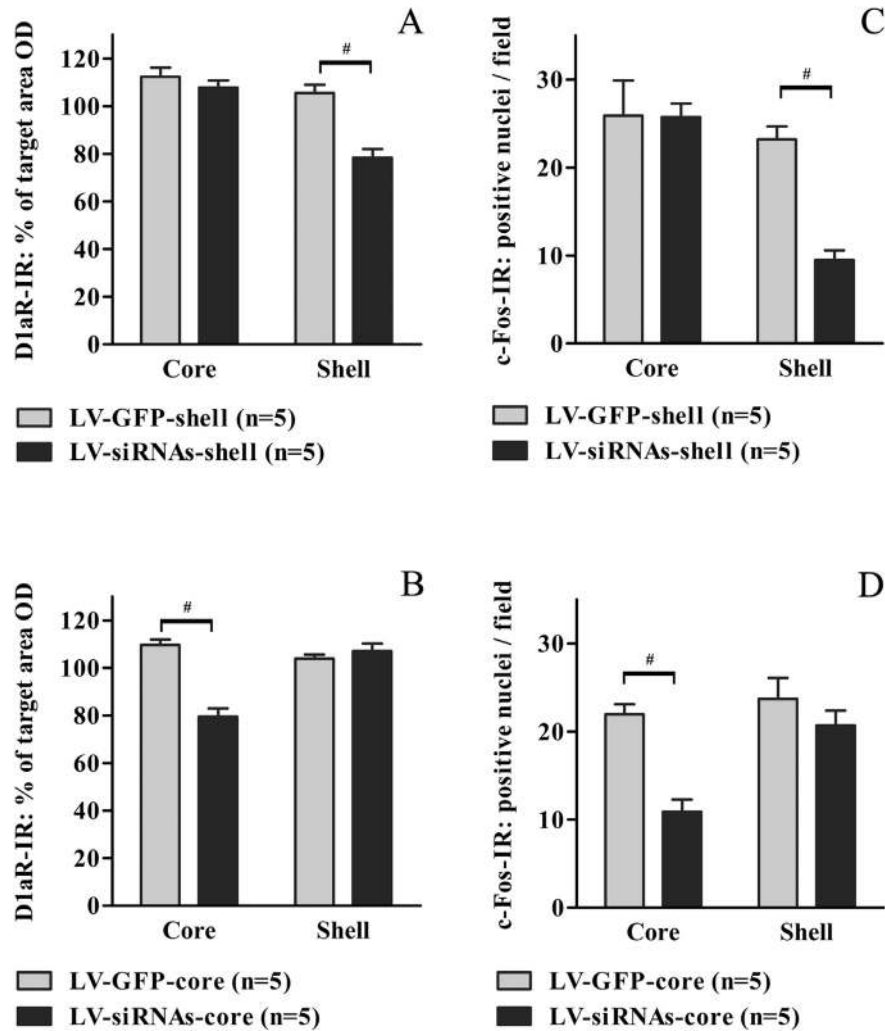 A
D1aR-IR: % of target area OD
120
100
80
60
40
20
0
#
Core
Shell
LV-GFP-shell (n=5)
LV-siRNAs-shell (n=5)
C
c-Fos-IR: positive nuclei / field
30
20
10
0
#
Core
Shell
LV-GFP-shell (n=5)
LV-siRNAs-shell (n=5)
B
D1aR-IR: % of target area OD
120
100
80
60
40
20
0
#
Core
Shell
LV-GFP-core (n=5)
LV-siRNAs-core (n=5)
D
c-Fos-IR: positive nuclei / field
30
20
10
0
#
Core
Shell
LV-GFP-core (n=5)
LV-siRNAs-core (n=5)